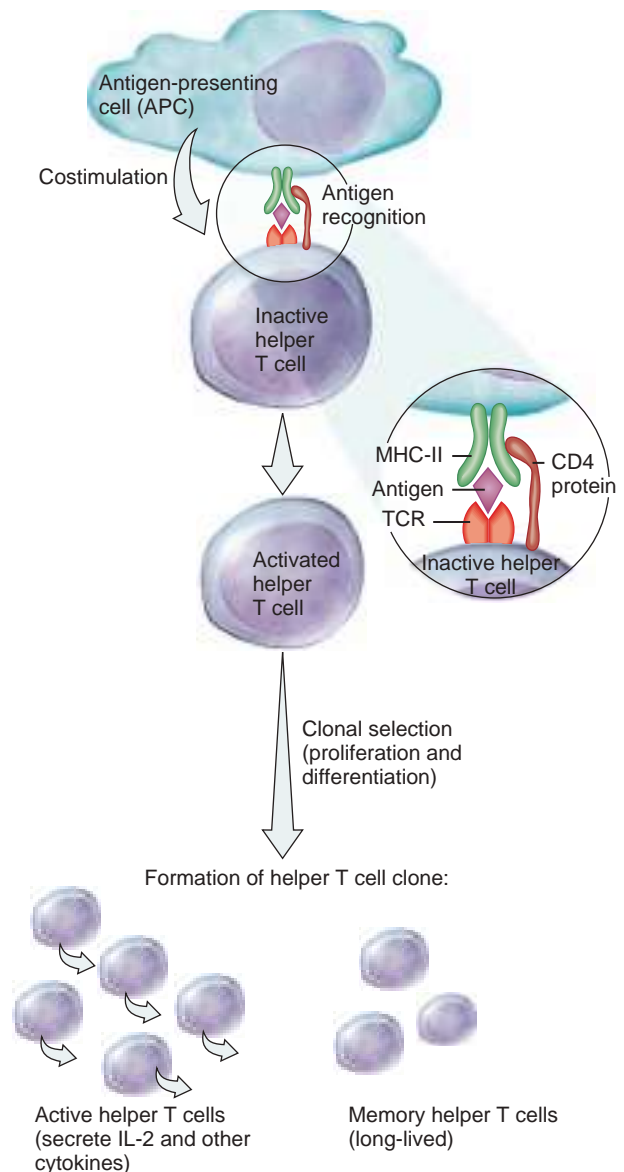 Antigen-presenting
cell (APC)
Costimulation
Antigen
recognition
Inactive
helper
T cell
MHC-II
CD4
protein
Antigen
TCR
Inactive helper
T cell
Activated
helper
T cell
Clonal selection
(proliferation and
differentiation)
Formation of helper T cell clone:
Active helper T cells
(secrete IL-2 and other
cytokines)
Memory helper T cells
(long-lived)